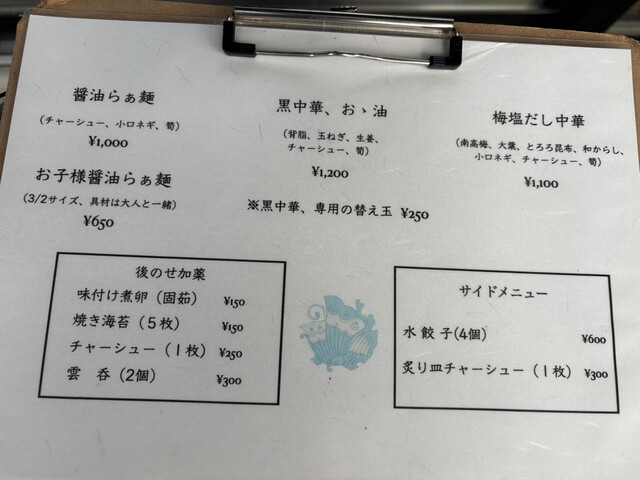 醤油らぁ麺
（チャーシュー、小ロネギ、筍）
¥1,000
お子様醤油らぁ麺
（3/2サイズ、具材は大人と一緒）
¥650
黒中華、おゝ油
（背脂、玉ねぎ、生姜、
チャーシュー、筍）
¥1,200
※黒中華、専用の替え玉 ¥250
梅塩だし中華
（南高梅、大葉、とろろ昆布、和からし、
小ロネギ、チャーシュー、筍）
¥1,100
後のせ加薬
味付け煮卵（固茹） ¥150
焼き海苔（５枚） ¥150
チャーシュー（１枚） ¥250
雲 呑（2個） ¥300
サイドメニュー
水 餃 子(4個) ¥600
炙り皿チャーシュー（１枚） ¥300